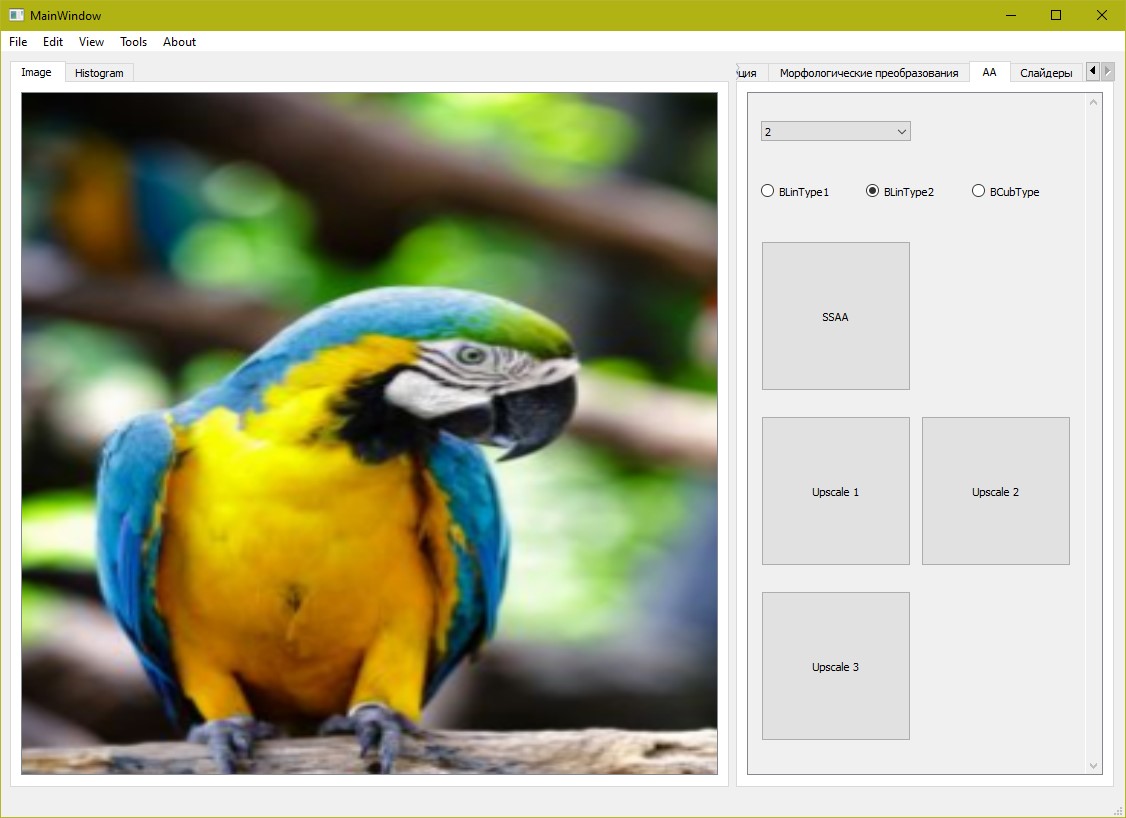 MainWindow
File Edit View Tools About
Image Histogram
ция Морфологические преобразования AA Слайдеры
2
BLinType1 BLinType2 BCubType
SSAA
Upscale 1 Upscale 2
Upscale 3